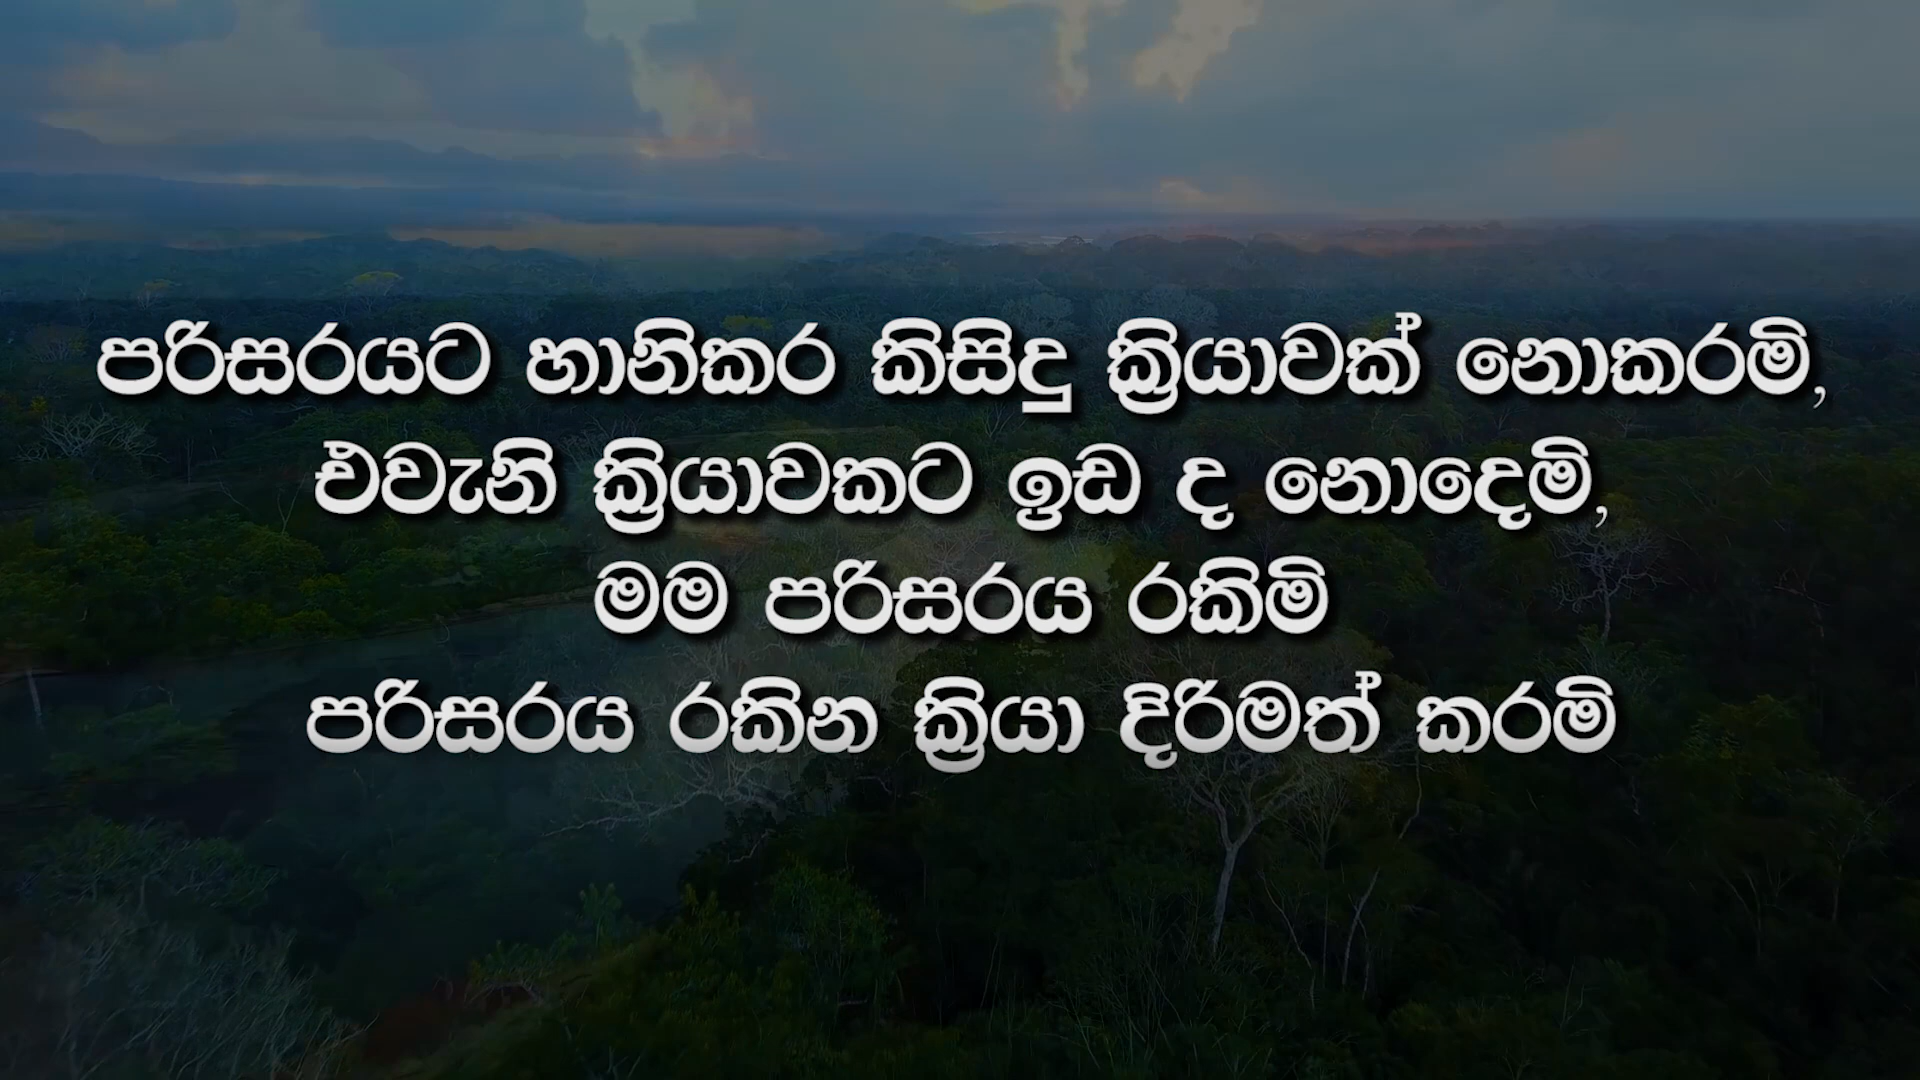 පරිසරයට හානිකර කිසිදු ක්‍රියාවක් නොකරමි,
එවැනි ක්‍රියාවකට ඉඩ ද නොදෙමි,
මම පරිසරය රකිමි
පරිසරය රකින ක්‍රියා දිරිමත් කරමි